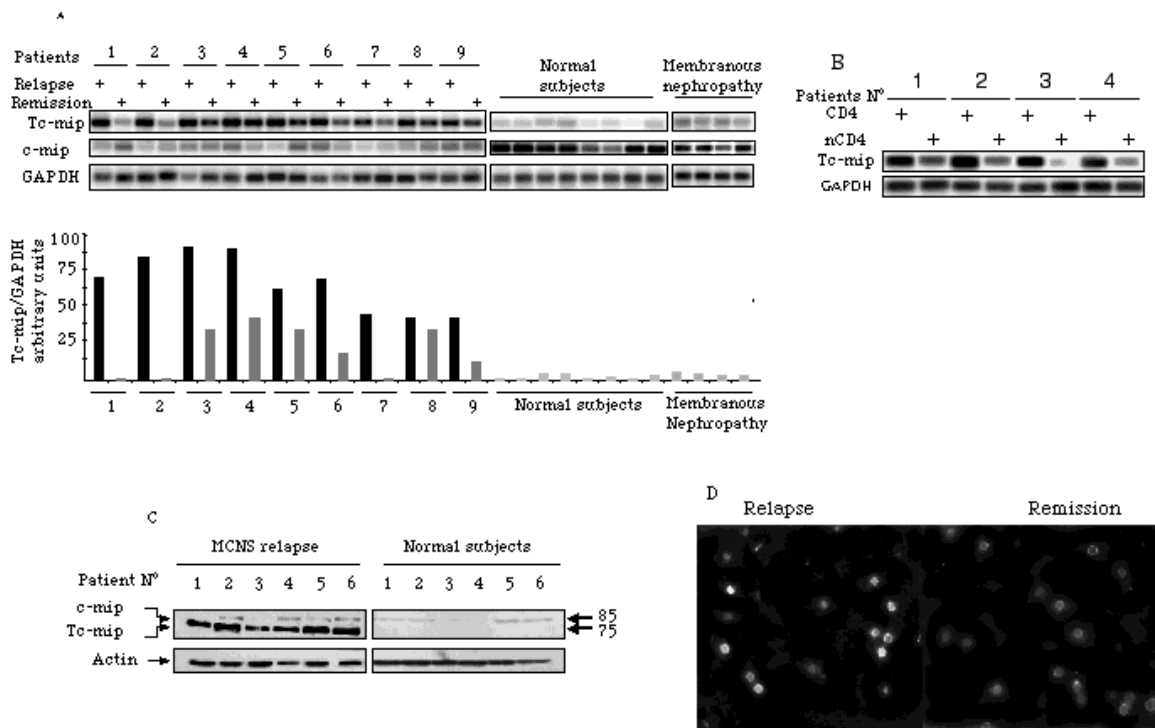 A
Patients 1 2 3 4 5 6 7 8 9
Normal subjects
Membranous nephropathy
Relapse + + + + + + + + +
Remission + + + + + + + + +
Tc-mip
c-mip
GAPDH
Tc-mip/GAPDH
arbitrary units
100
75
50
25
1 2 3 4 5 6 7 8 9 Normal subjects Membranous
Nephropathy
B
1 2 3 4
Patients Nº
CD4 + + + +
nCD4 + + + +
Tc-mip
GAPDH
C
MCNS relapse Normal subjects
Patient Nº 1 2 3 4 5 6 1 2 3 4 5 6
c-mip 85
Tc-mip 75
Actin
D
Relapse Remission